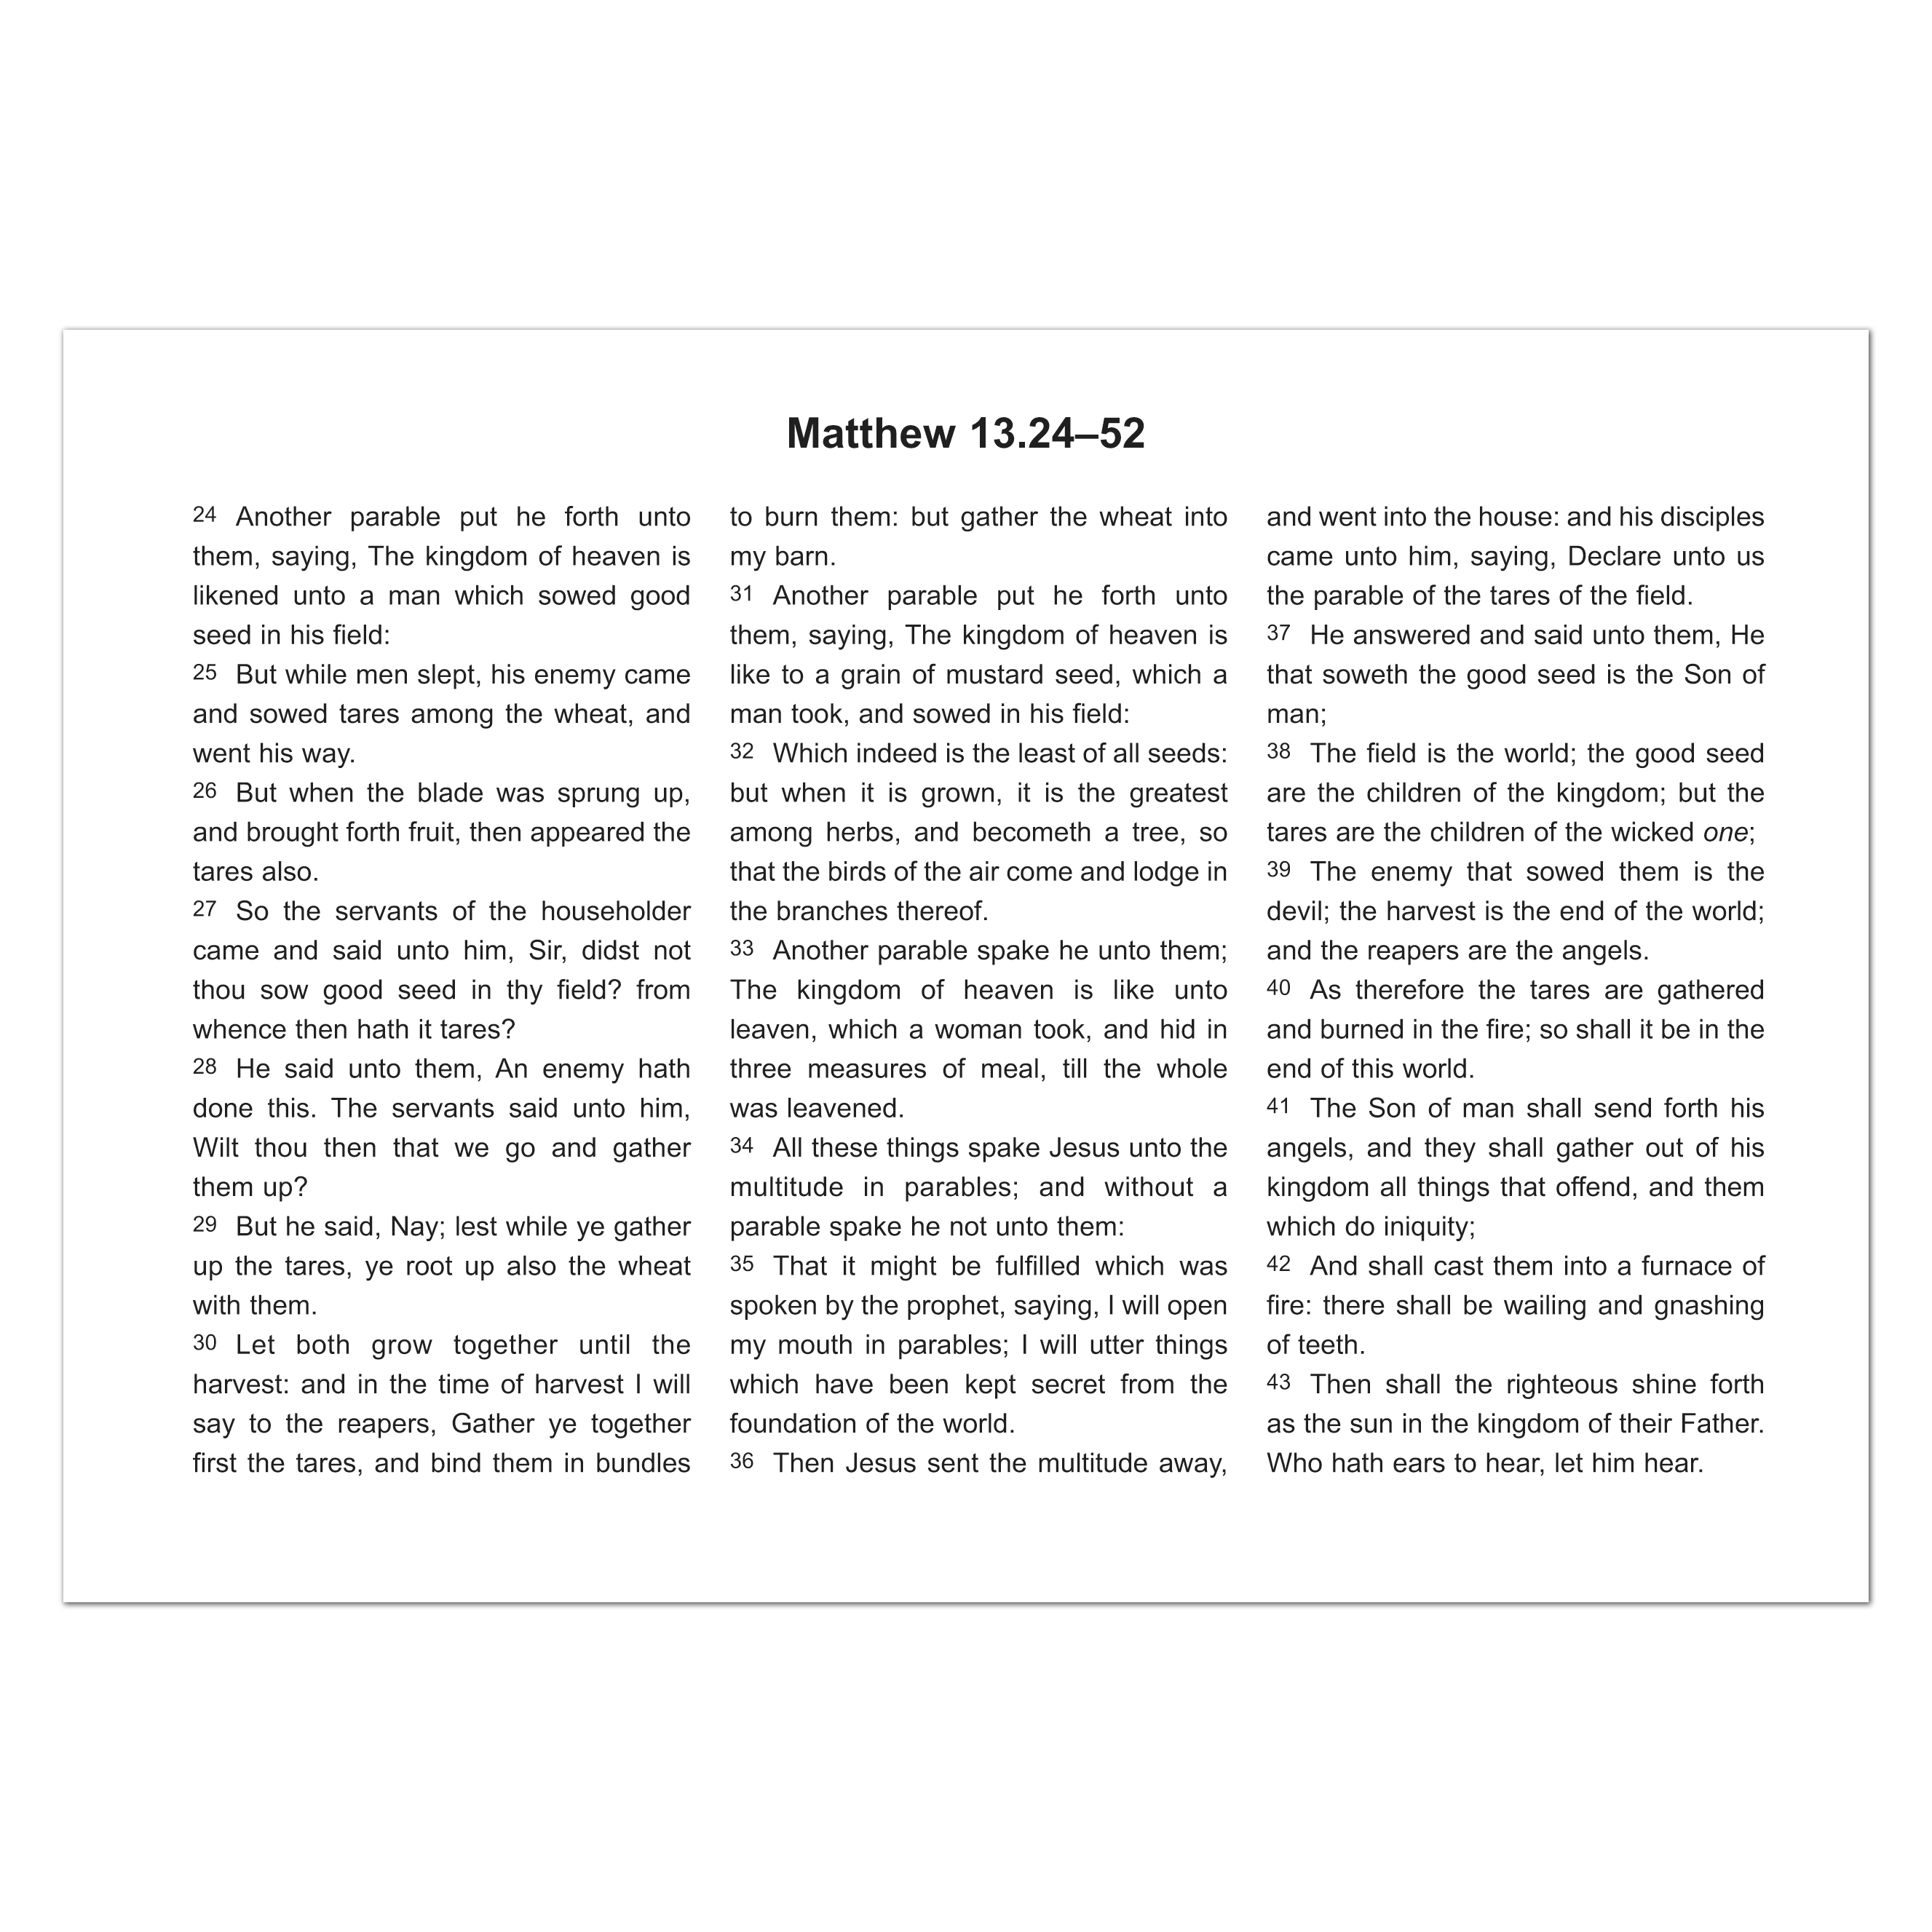 Matthew 13.24–52
24 Another parable put he forth unto
them, saying, The kingdom of heaven is
likened unto a man which sowed good
seed in his field:
25 But while men slept, his enemy came
and sowed tares among the wheat, and
went his way.
26 But when the blade was sprung up,
and brought forth fruit, then appeared the
tares also.
27 So the servants of the householder
came and said unto him, Sir, didst not
thou sow good seed in thy field? from
whence then hath it tares?
28 He said unto them, An enemy hath
done this. The servants said unto him,
Wilt thou then that we go and gather
them up?
29 But he said, Nay; lest while ye gather
up the tares, ye root up also the wheat
with them.
30 Let both grow together until the
harvest: and in the time of harvest I will
say to the reapers, Gather ye together
first the tares, and bind them in bundles
to burn them: but gather the wheat into
my barn.
31 Another parable put he forth unto
them, saying, The kingdom of heaven is
like to a grain of mustard seed, which a
man took, and sowed in his field:
32 Which indeed is the least of all seeds:
but when it is grown, it is the greatest
among herbs, and becometh a tree, so
that the birds of the air come and lodge in
the branches thereof.
33 Another parable spake he unto them;
The kingdom of heaven is like unto
leaven, which a woman took, and hid in
three measures of meal, till the whole
was leavened.
34 All these things spake Jesus unto the
multitude in parables; and without a
parable spake he not unto them:
35 That it might be fulfilled which was
spoken by the prophet, saying, I will open
my mouth in parables; I will utter things
which have been kept secret from the
foundation of the world.
36 Then Jesus sent the multitude away,
and went into the house: and his disciples
came unto him, saying, Declare unto us
the parable of the tares of the field.
37 He answered and said unto them, He
that soweth the good seed is the Son of
man;
38 The field is the world; the good seed
are the children of the kingdom; but the
tares are the children of the wicked one;
39 The enemy that sowed them is the
devil; the harvest is the end of the world;
and the reapers are the angels.
40 As therefore the tares are gathered
and burned in the fire; so shall it be in the
end of this world.
41 The Son of man shall send forth his
angels, and they shall gather out of his
kingdom all things that offend, and them
which do iniquity;
42 And shall cast them into a furnace of
fire: there shall be wailing and gnashing
of teeth.
43 Then shall the righteous shine forth
as the sun in the kingdom of their Father.
Who hath ears to hear, let him hear.